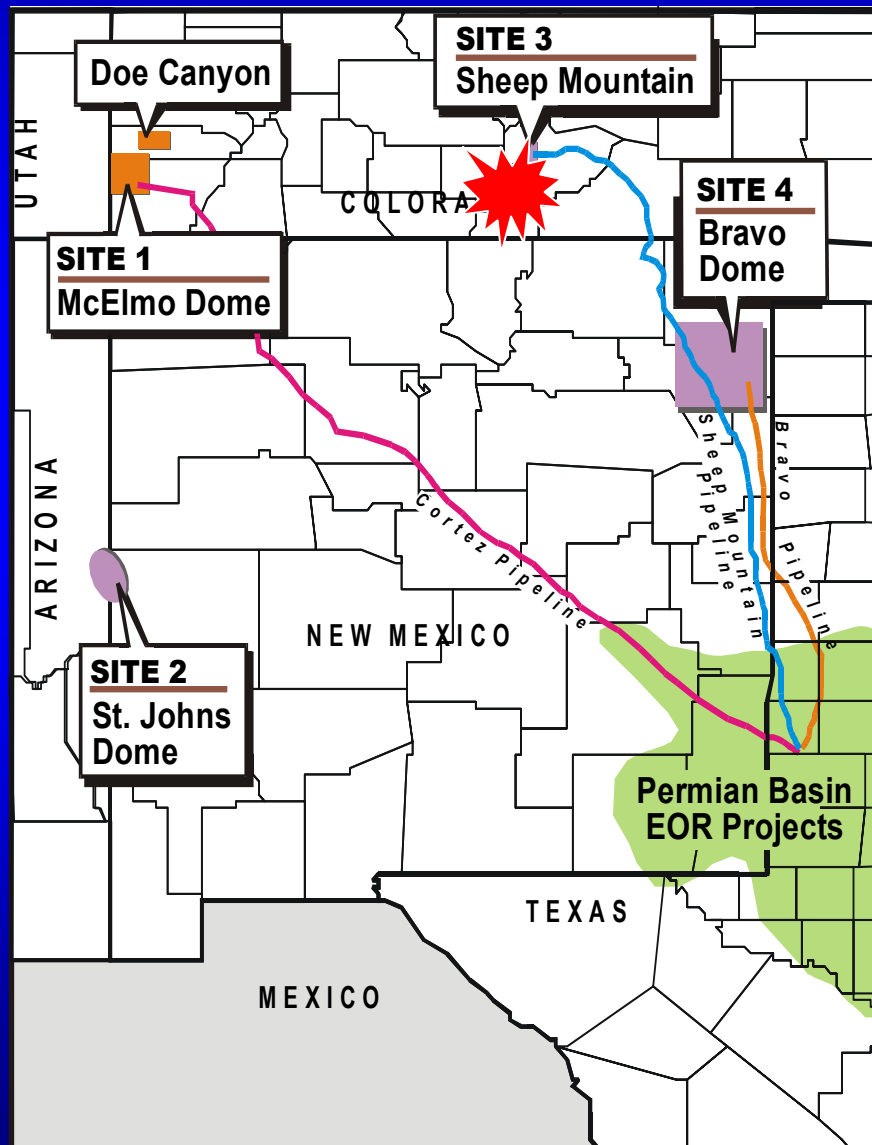 Doe Canyon
SITE 3
Sheep Mountain
UTAH
COLORA
SITE 4
Bravo
Dome
SITE 1
McElmo Dome
Sheep Mountain
Pipeline
Bravo Pipeline
Cortez Pipeline
ARIZONA
NEW MEXICO
SITE 2
St. Johns
Dome
Permian Basin
EOR Projects
TEXAS
MEXICO